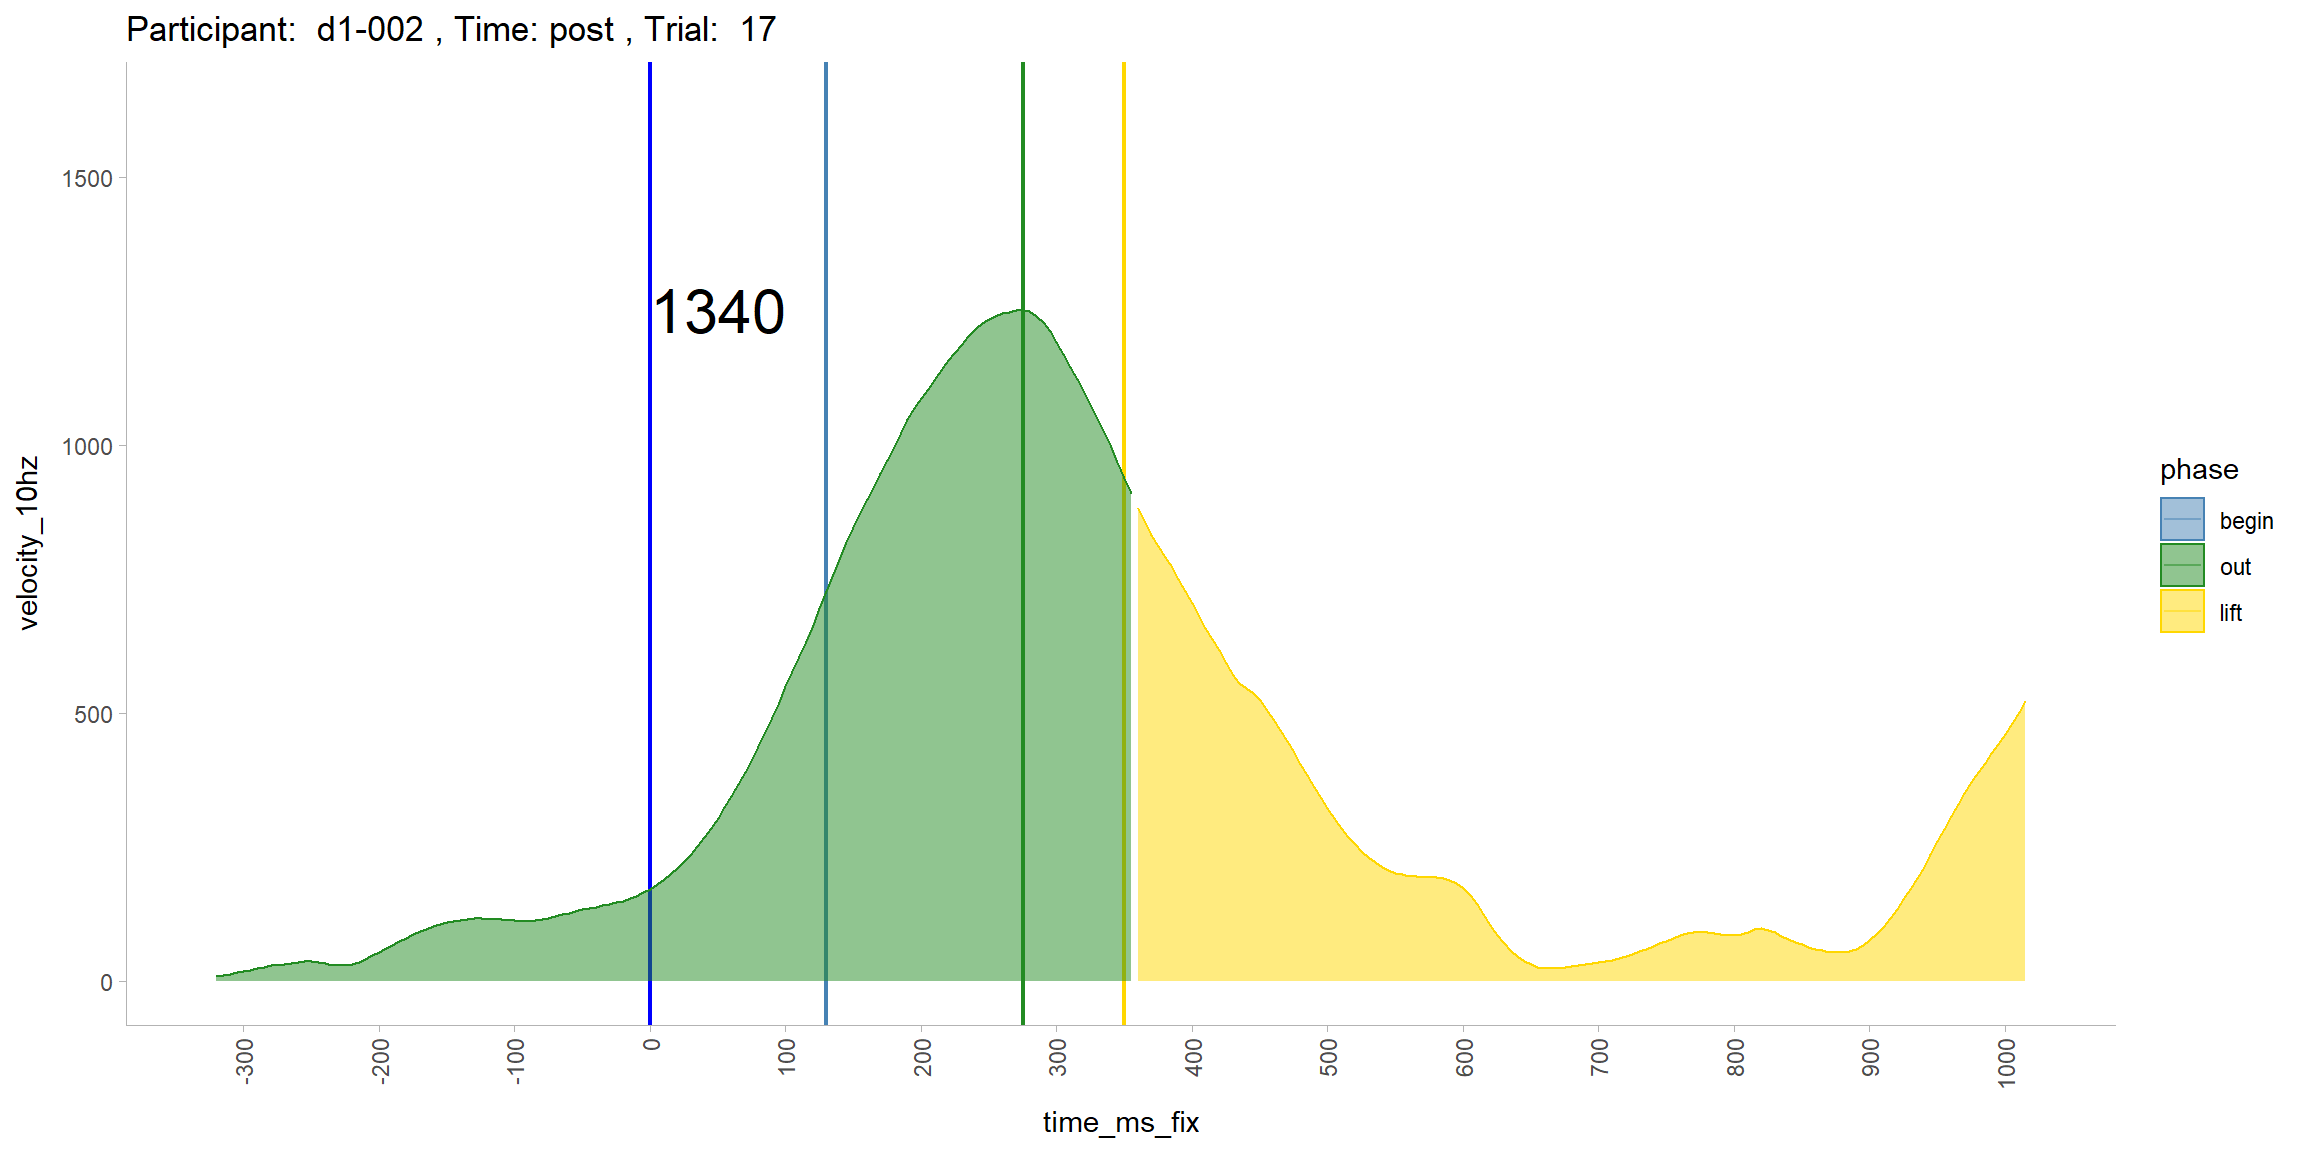 Participant:  d1-002 , Time: post , Trial:  17
1500
1000
500
0
velocity_10hz
1340
-300
-200
-100
0
100
200
300
400
500
600
700
800
900
1000
time_ms_fix
phase
begin
out
lift